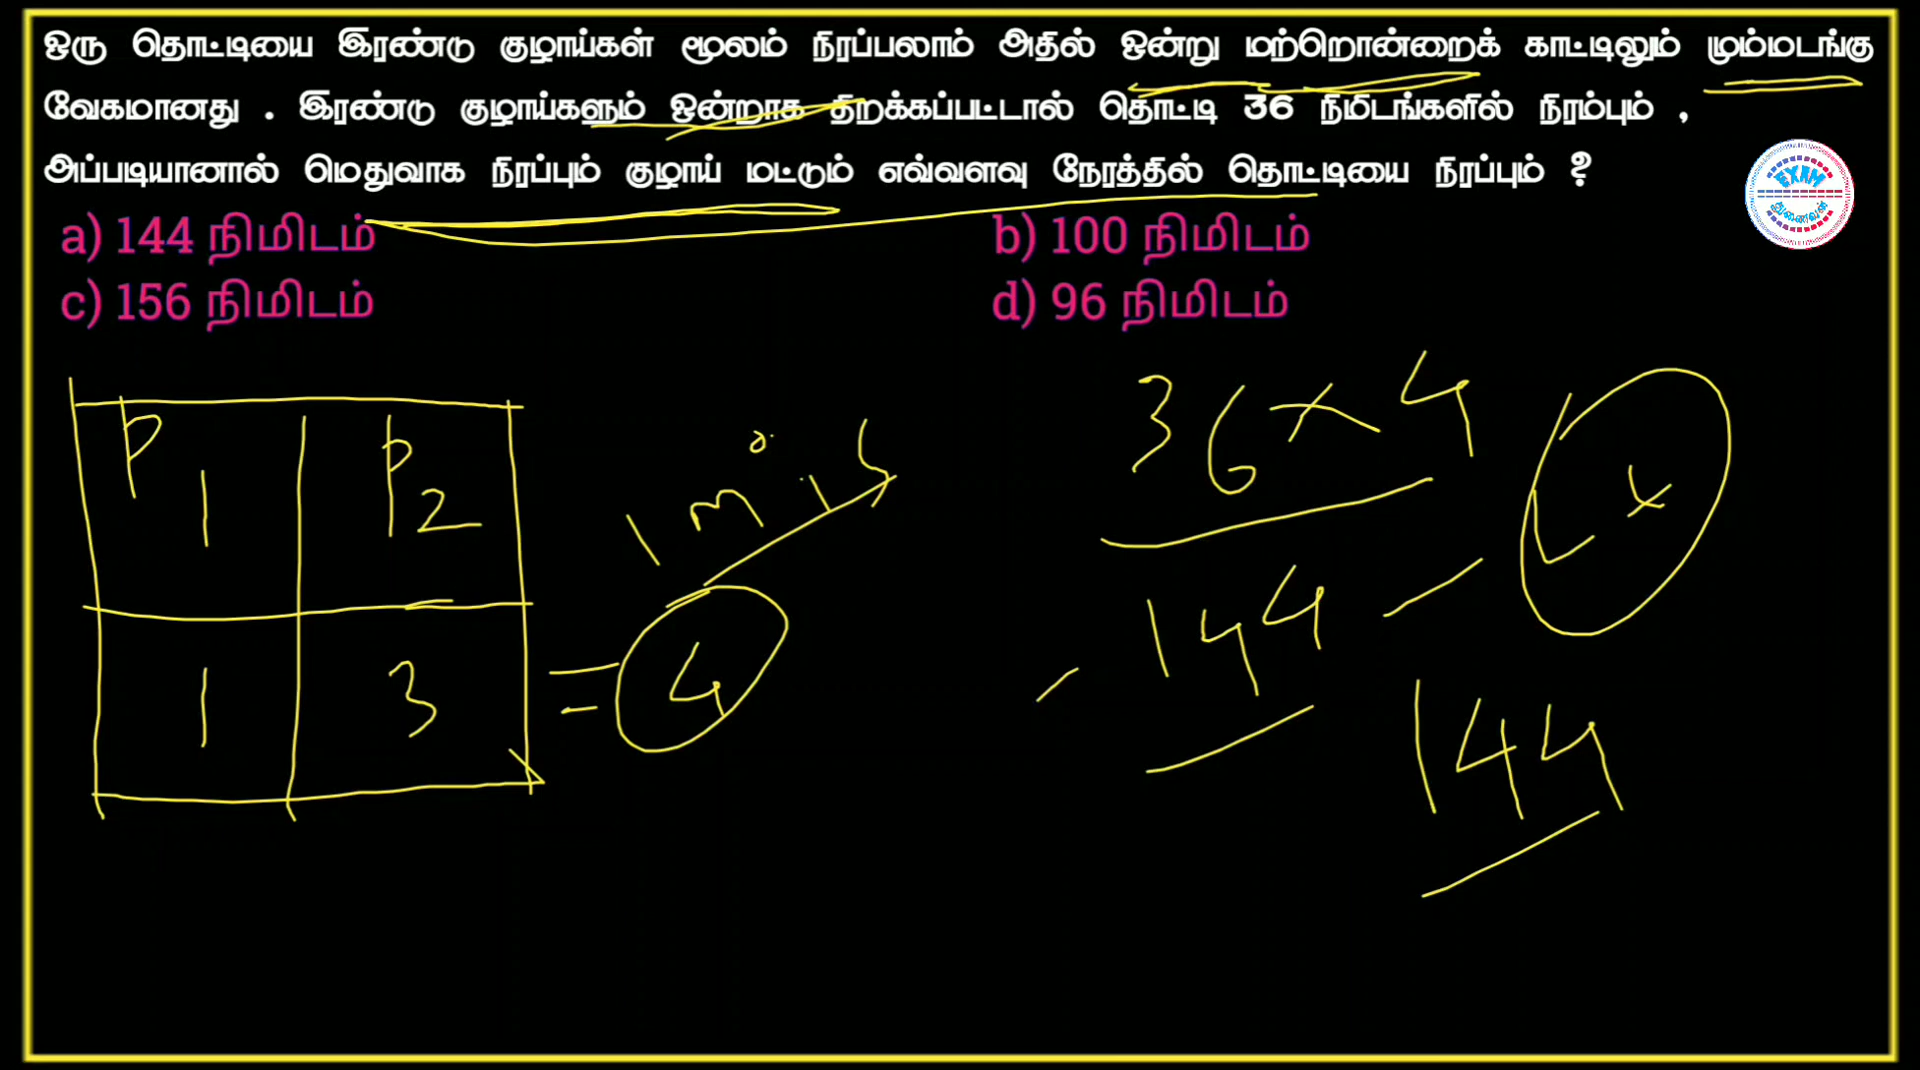 ஒரு தொட்டியை இரண்டு குழாய்கள் மூலம் நிரப்பலாம் அதில் ஒன்று மற்றொன்றைக் காட்டிலும் மும்மடங்கு
வேகமானது . இரண்டு குழாய்களும் ஒன்றாக திறக்கப்பட்டால் தொட்டி 36 நிமிடங்களில் நிரம்பும் ,
அப்படியானால் மெதுவாக நிரப்பும் குழாய் மட்டும் எவ்வளவு நேரத்தில் தொட்டியை நிரப்பும் ?
EXAM
a) 144 நிமிடம் b) 100 நிமிடம்
c) 156 நிமிடம் d) 96 நிமிடம்
P1 P2 1 min 36 x 4
1 3 = 4 144
144